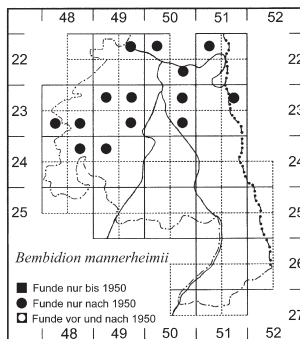 48 49 50 51 52
22 22
23 23
24 24
25 25
26
27
Bembidion mannerheimii
Funde nur bis 1950
Funde nur nach 1950
Funde vor und nach 1950
48 49 50 51 52